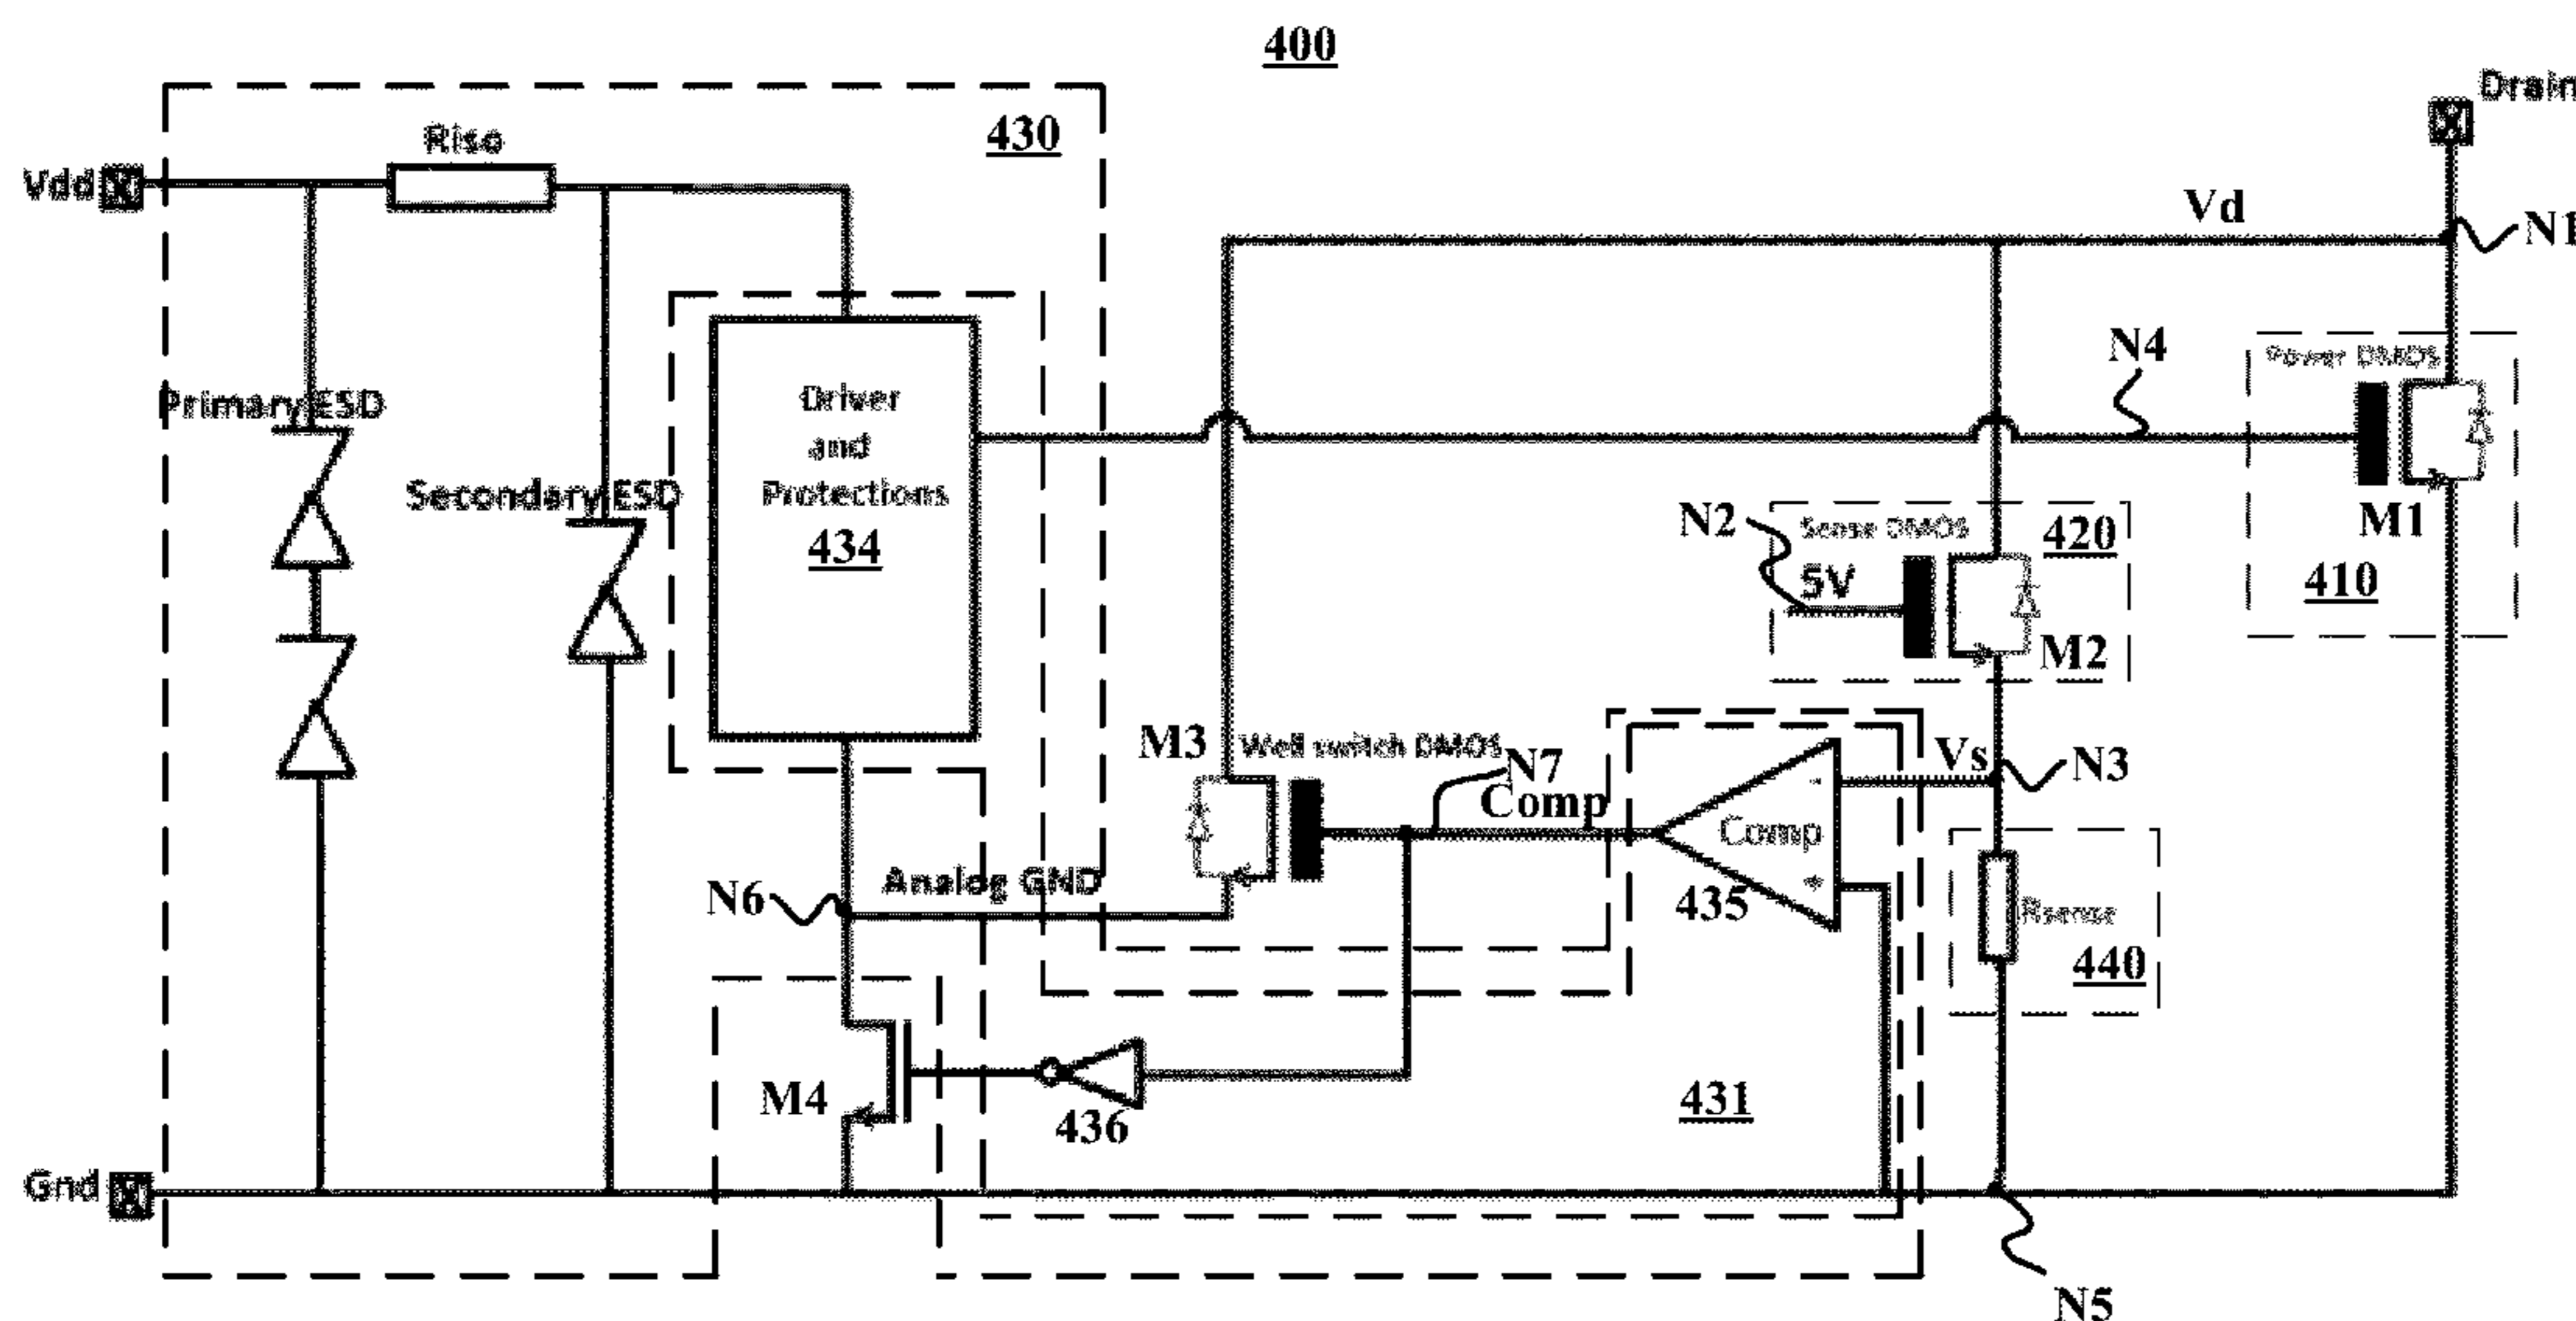 400
Drain
Riso
430
Vdd
Vd
N1
N4
Power DMOS
Driver
and
Protections
434
Primary ESD
Secondary ESD
N2
Sense DMOS
420
5V
M1
410
M2
M3
Well switch DMOS
N7
Comp
Vs
N3
Comp
-
+
435
Analog GND
N6
Rsense
440
M4
436
431
Gnd
N5